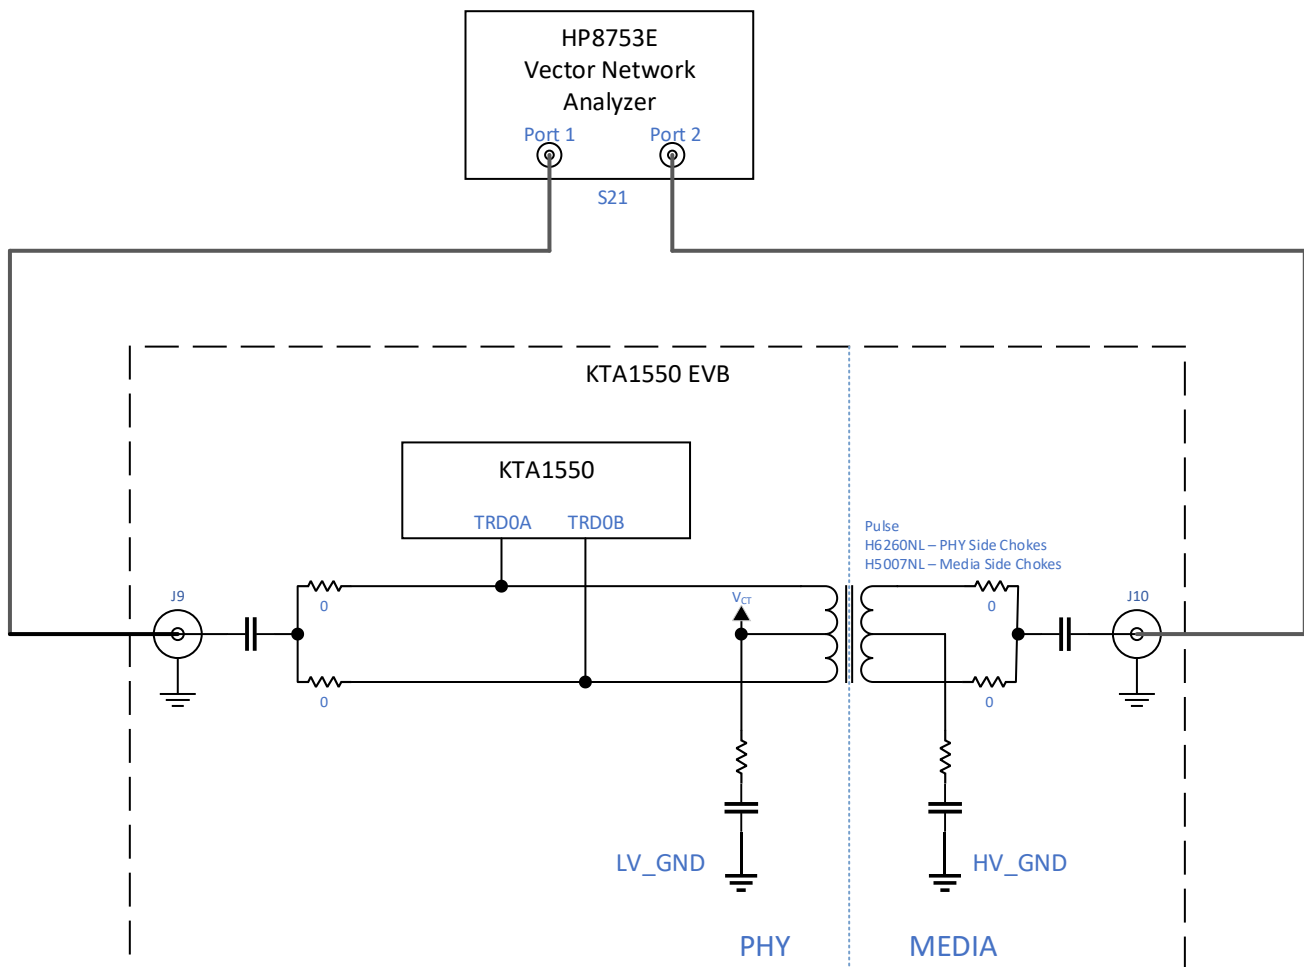 HP8753E
Vector Network
Analyzer
Port 1
Port 2
S21
KTA1550 EVB
KTA1550
TRD0A
TRD0B
Pulse
H6260NL – PHY Side Chokes
H5007NL – Media Side Chokes
J9
0
VCT
0
J10
0
0
LV_GND
HV_GND
PHY
MEDIA